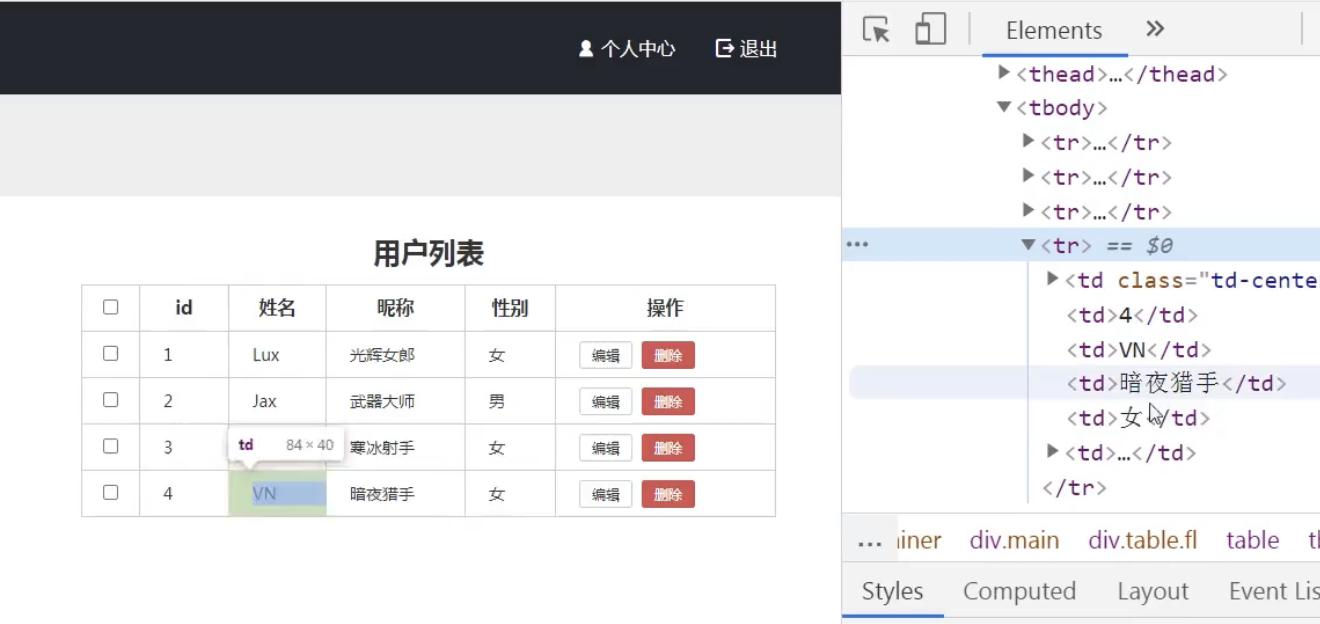 个人中心 退出
用户列表
id 姓名 昵称 性别 操作
1 Lux 光辉女郎 女 编辑 删除
2 Jax 武器大师 男 编辑 删除
3 td 84 × 40 寒冰射手 女 编辑 删除
4 VN 暗夜猎手 女 编辑 删除
Elements »
▶<thead>…</thead>
▼<tbody>
▶<tr>…</tr>
▶<tr>…</tr>
▶<tr>…</tr>
… ▼<tr> == $0
▶<td class="td-cente
<td>4</td>
<td>VN</td>
<td>暗夜猎手</td>
<td>女</td>
▶<td>…</td>
</tr>
… iner div.main div.table.fl table tb
Styles Computed Layout Event Lis